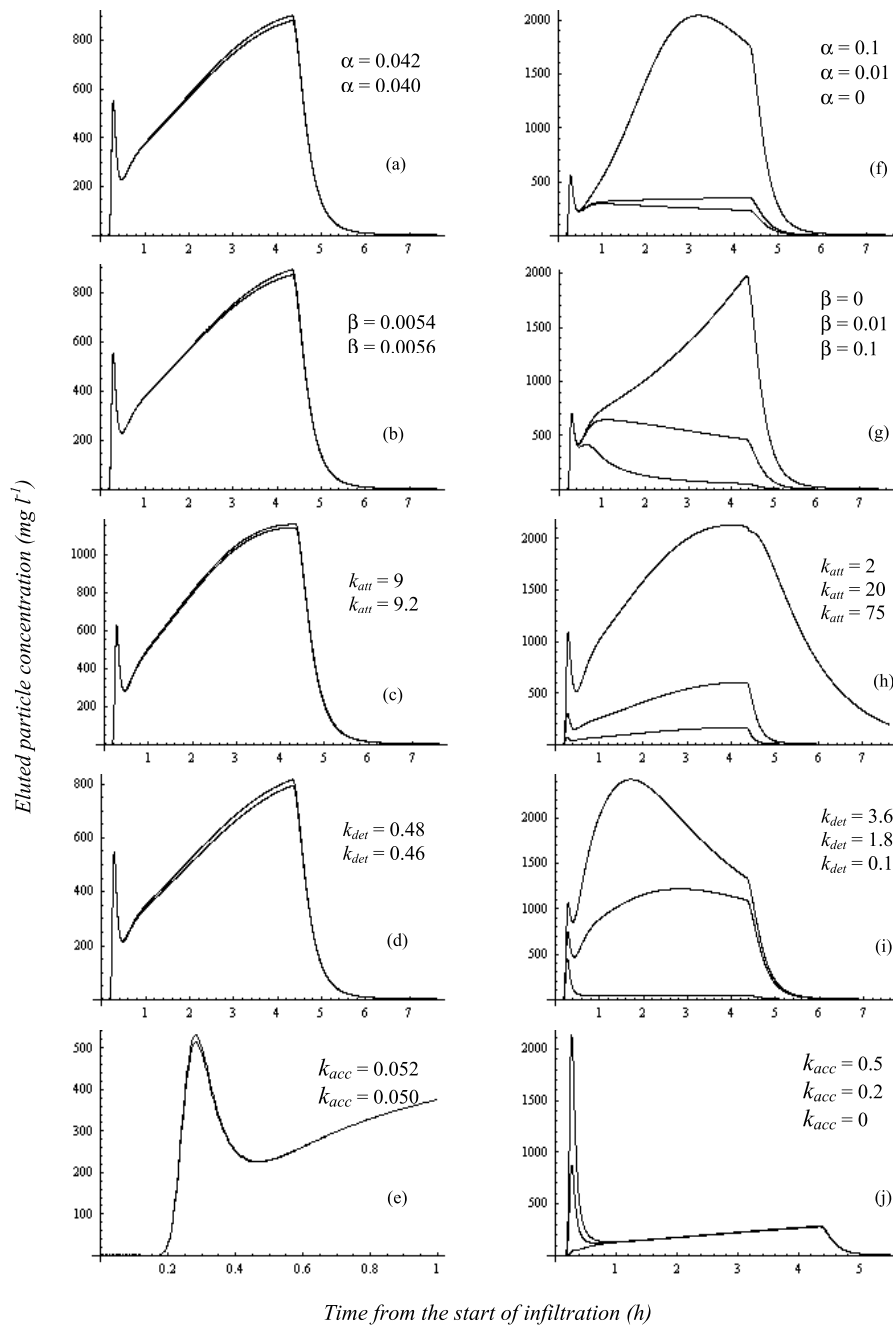 Eluted particle concentration (mg l⁻¹)
800
600
400
200
1 2 3 4 5 6 7
α = 0.042
α = 0.040
(a)
2000
1500
1000
500
1 2 3 4 5 6 7
α = 0.1
α = 0.01
α = 0
(f)
800
600
400
200
1 2 3 4 5 6 7
β = 0.0054
β = 0.0056
(b)
2000
1500
1000
500
1 2 3 4 5 6 7
β = 0
β = 0.01
β = 0.1
(g)
1000
800
600
400
200
1 2 3 4 5 6 7
k_att = 9
k_att = 9.2
(c)
2000
1500
1000
500
1 2 3 4 5 6 7
k_att = 2
k_att = 20
k_att = 75
(h)
800
600
400
200
1 2 3 4 5 6 7
k_det = 0.48
k_det = 0.46
(d)
2000
1500
1000
500
1 2 3 4 5 6 7
k_det = 3.6
k_det = 1.8
k_det = 0.1
(i)
500
400
300
200
100
0.2 0.4 0.6 0.8 1
k_acc = 0.052
k_acc = 0.050
(e)
2000
1500
1000
500
1 2 3 4 5
k_acc = 0.5
k_acc = 0.2
k_acc = 0
(j)
Time from the start of infiltration (h)